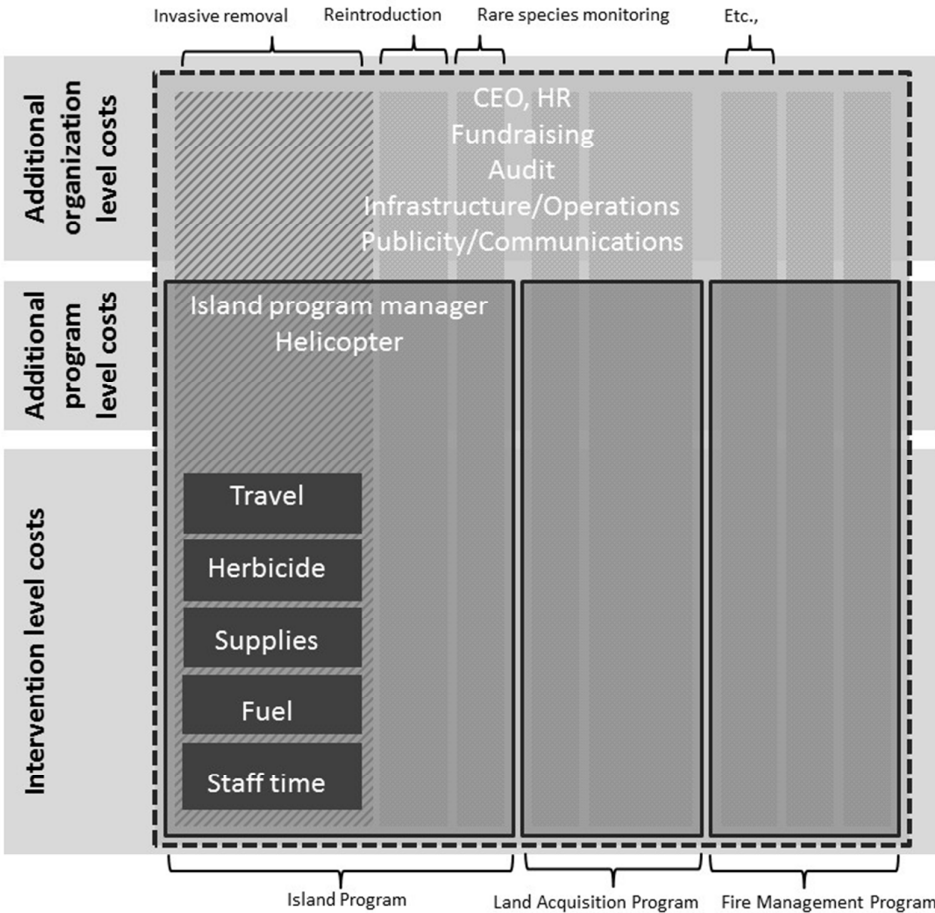 Invasive removal
Reintroduction
Rare species monitoring
Etc.,
Additional
organization
level costs
CEO, HR
Fundraising
Audit
Infrastructure/Operations
Publicity/Communications
Additional
program
level costs
Island program manager
Helicopter
Intervention level costs
Travel
Herbicide
Supplies
Fuel
Staff time
Island Program
Land Acquisition Program
Fire Management Program